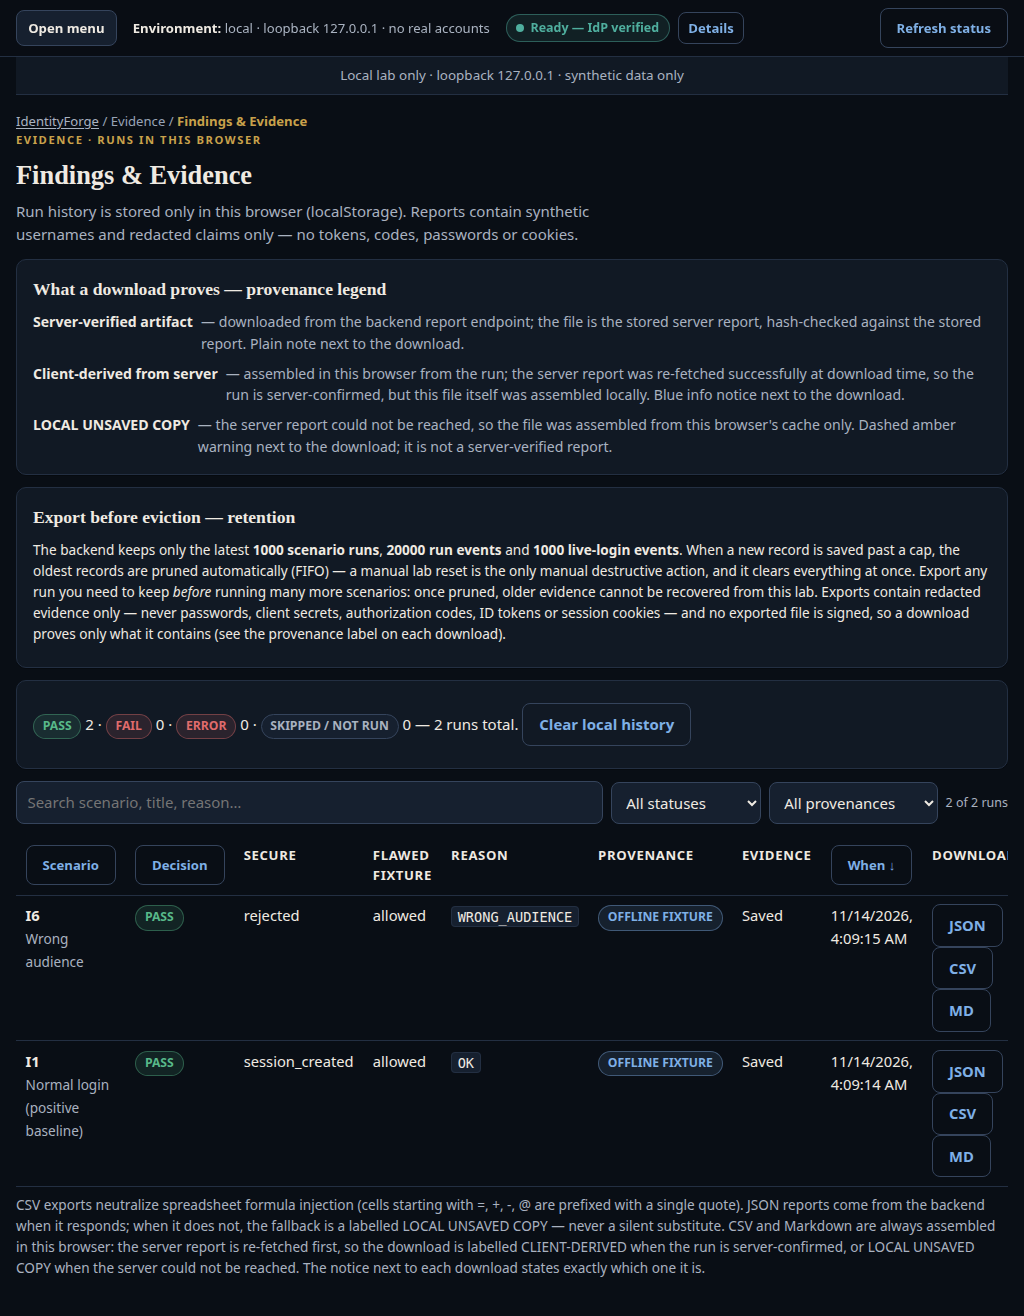 Open menu
Environment: local · loopback 127.0.0.1 · no real accounts
Ready — IdP verified
Details
Refresh status
Local lab only · loopback 127.0.0.1 · synthetic data only
IdentityForge / Evidence / Findings & Evidence
EVIDENCE · RUNS IN THIS BROWSER
Findings & Evidence
Run history is stored only in this browser (localStorage). Reports contain synthetic
usernames and redacted claims only — no tokens, codes, passwords or cookies.
What a download proves — provenance legend
Server-verified artifact — downloaded from the backend report endpoint; the file is the stored server report, hash-checked against the stored
report. Plain note next to the download.
Client-derived from server — assembled in this browser from the run; the server report was re-fetched successfully at download time, so the
run is server-confirmed, but this file itself was assembled locally. Blue info notice next to the download.
LOCAL UNSAVED COPY — the server report could not be reached, so the file was assembled from this browser's cache only. Dashed amber
warning next to the download; it is not a server-verified report.
Export before eviction — retention
The backend keeps only the latest 1000 scenario runs, 20000 run events and 1000 live-login events. When a new record is saved past a cap, the
oldest records are pruned automatically (FIFO) — a manual lab reset is the only manual destructive action, and it clears everything at once. Export any
run you need to keep before running many more scenarios: once pruned, older evidence cannot be recovered from this lab. Exports contain redacted
evidence only — never passwords, client secrets, authorization codes, ID tokens or session cookies — and no exported file is signed, so a download
proves only what it contains (see the provenance label on each download).
PASS 2 · FAIL 0 · ERROR 0 · SKIPPED / NOT RUN 0 — 2 runs total. Clear local history
Search scenario, title, reason...
All statuses
All provenances
2 of 2 runs
Scenario
Decision
SECURE
FLAWED
FIXTURE
REASON
PROVENANCE
EVIDENCE
When ↓
DOWNLOA
I6
Wrong
audience
PASS
rejected
allowed
WRONG_AUDIENCE
OFFLINE FIXTURE
Saved
11/14/2026,
4:09:15 AM
JSON
CSV
MD
I1
Normal login
(positive
baseline)
PASS
session_created
allowed
OK
OFFLINE FIXTURE
Saved
11/14/2026,
4:09:14 AM
JSON
CSV
MD
CSV exports neutralize spreadsheet formula injection (cells starting with =, +, -, @ are prefixed with a single quote). JSON reports come from the backend
when it responds; when it does not, the fallback is a labelled LOCAL UNSAVED COPY — never a silent substitute. CSV and Markdown are always assembled
in this browser: the server report is re-fetched first, so the download is labelled CLIENT-DERIVED when the run is server-confirmed, or LOCAL UNSAVED
COPY when the server could not be reached. The notice next to each download states exactly which one it is.